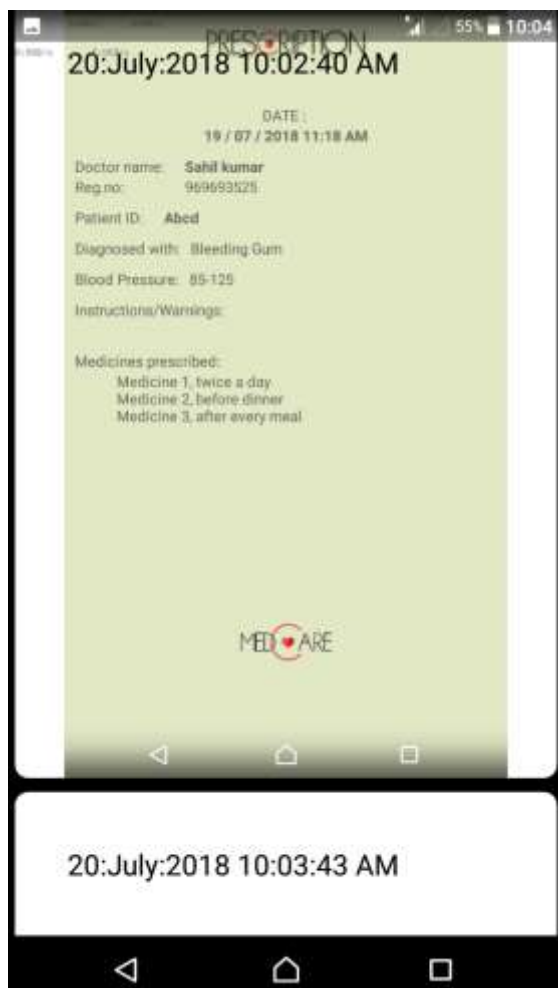 55% 10:04
PRESCRIPTION
20:July:2018 10:02:40 AM
DATE :
19 / 07 / 2018 11:18 AM
Doctor name: Sahil kumar
Reg.no: 969693525
Patient ID: Abcd
Diagnosed with: Bleeding Gum
Blood Pressure: 85-125
Instructions/Warnings:
Medicines prescribed:
Medicine 1, twice a day
Medicine 2, before dinner
Medicine 3, after every meal
MEDCARE
20:July:2018 10:03:43 AM